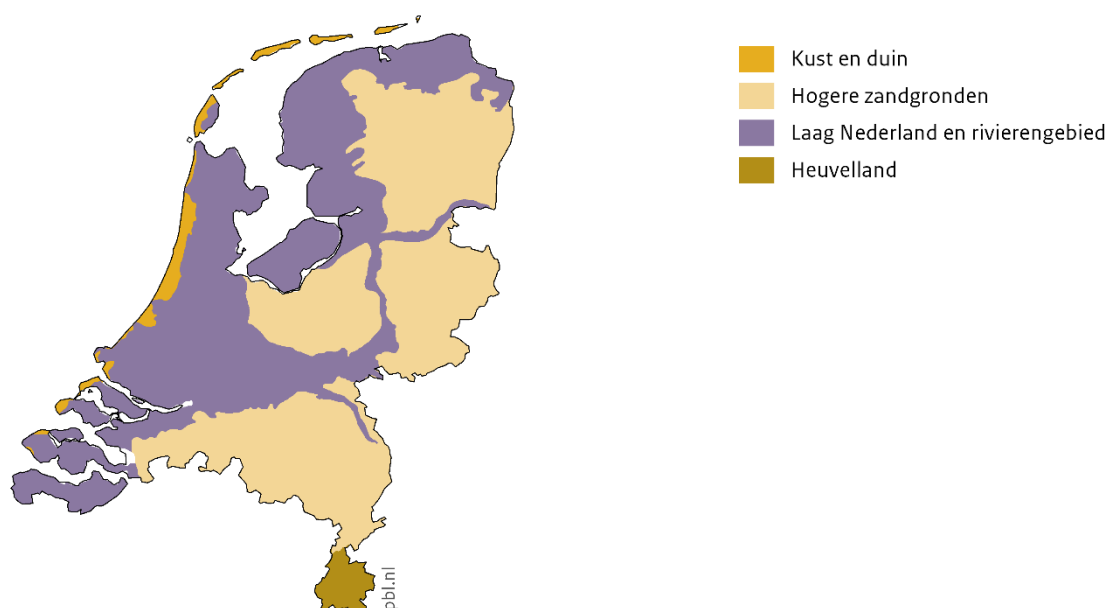 Kust en duin
Hogere zandgronden
Laag Nederland en rivierengebied
Heuvelland
pbl.nl